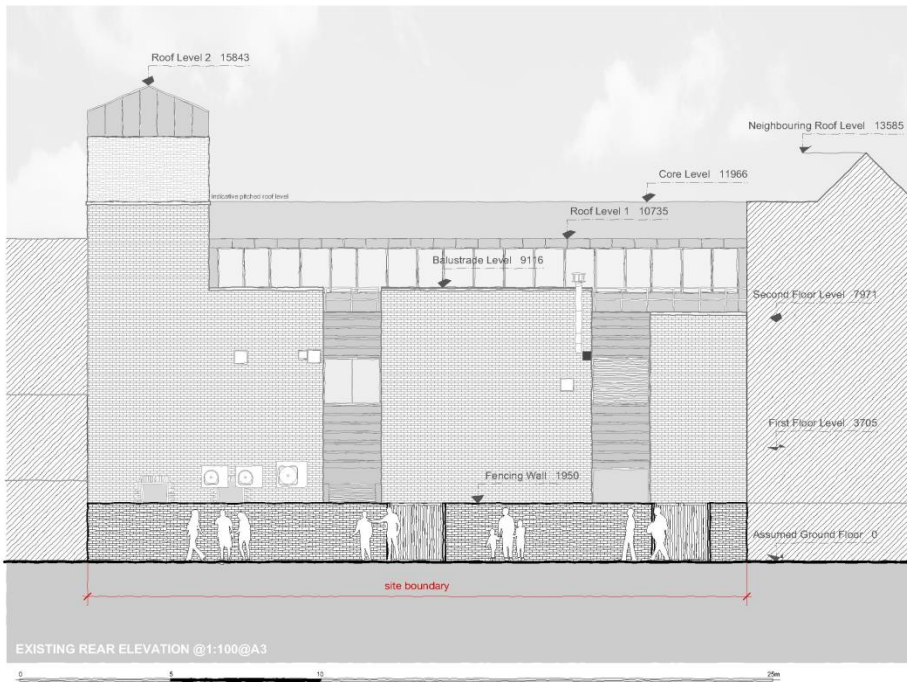 Roof Level 2 15843
Neighbouring Roof Level 13585
Core Level 11966
indicative pitched roof level
Roof Level 1 10735
Balustrade Level 9116
Second Floor Level 7971
First Floor Level 3705
Fencing Wall 1950
Assumed Ground Floor 0
site boundary
EXISTING REAR ELEVATION @1:100@A3
0 5 10 25m